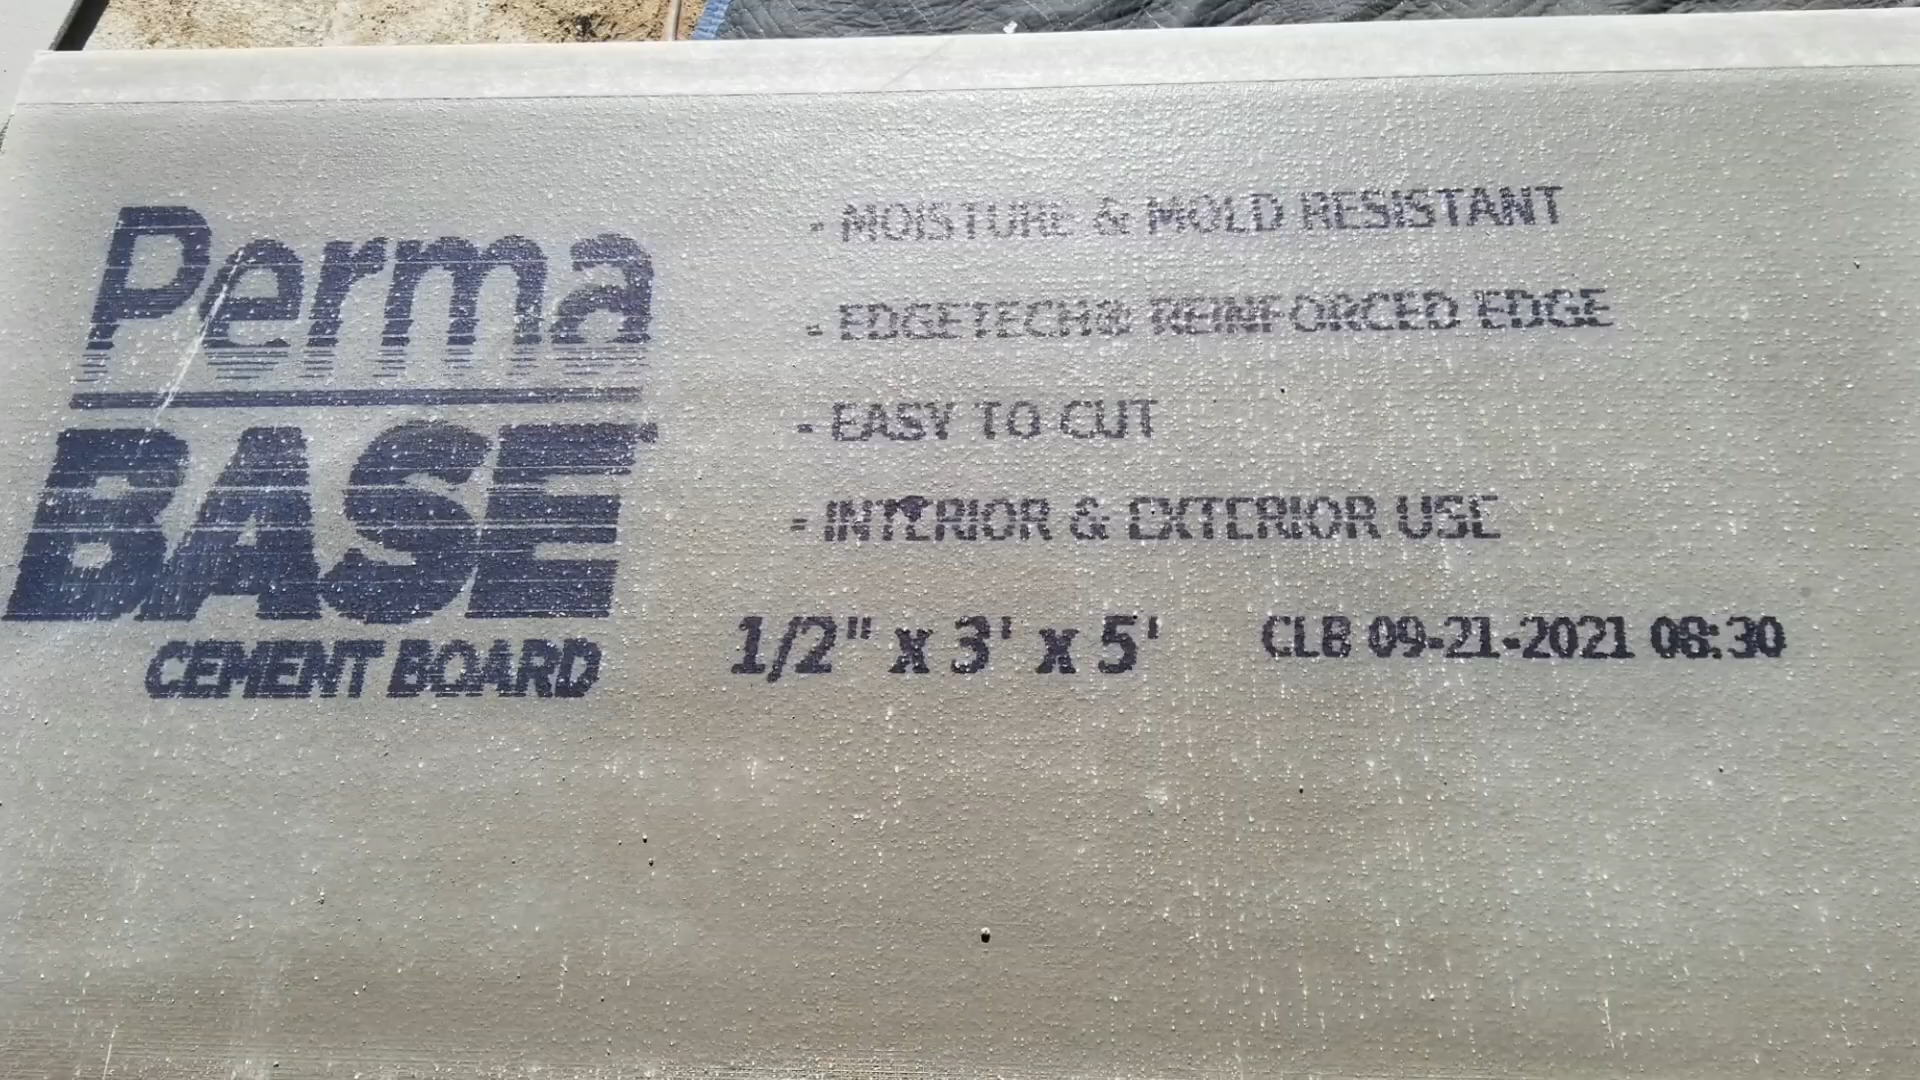 Perma
BASE
CEMENT BOARD
- MOISTURE & MOLD RESISTANT
- EDGETECH® REINFORCED EDGE
- EASY TO CUT
- INTERIOR & EXTERIOR USE
1/2" x 3' x 5' CLB 09-21-2021 08:30